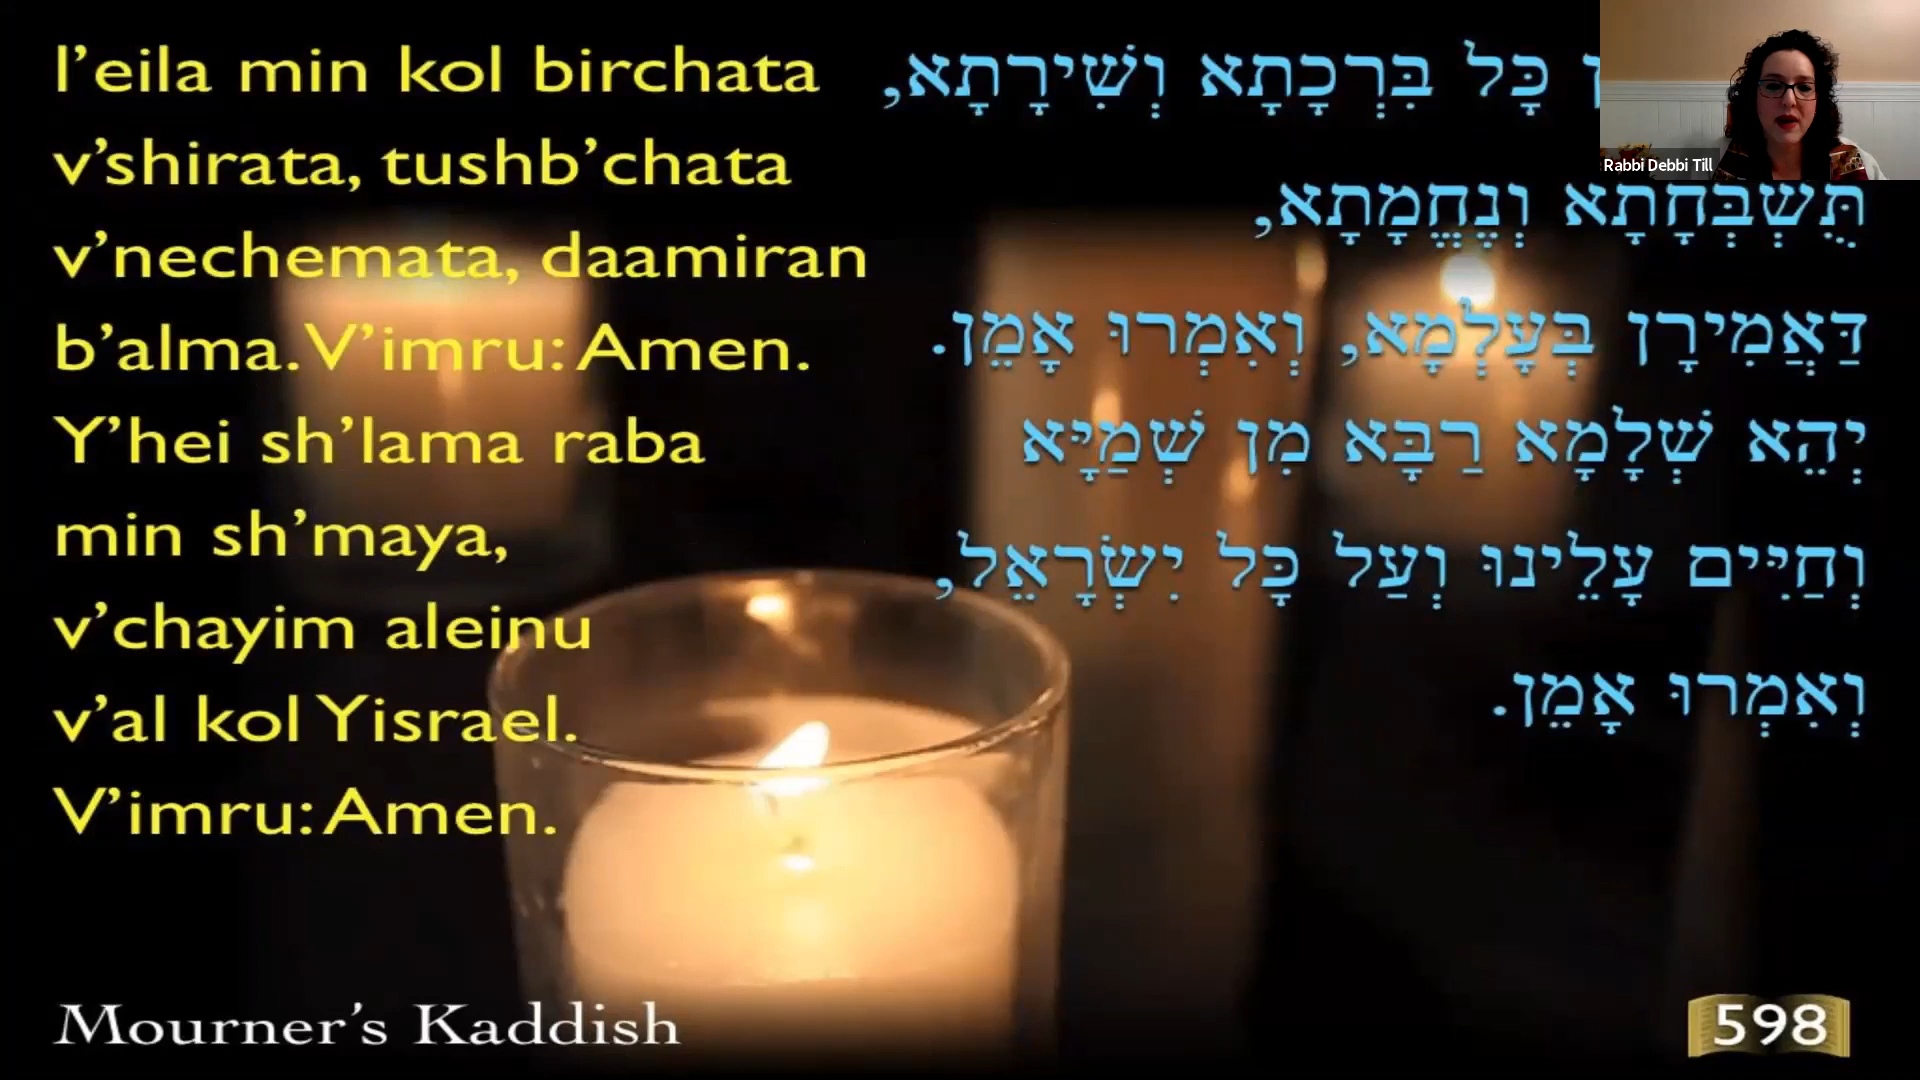 l'eila min kol birchata
v'shirata, tushb'chata
v'nechemata, daamiran
b'alma. V'imru: Amen.
Y'hei sh'lama raba
min sh'maya,
v'chayim aleinu
v'al kol Yisrael.
V'imru: Amen.
כָּל בִּרְכָתָא וְשִׁירָתָא,
תֻּשְׁבְּחָתָא וְנֶחֱמָתָא,
דַּאֲמִירָן בְּעָלְמָא, וְאִמְרוּ אָמֵן.
יְהֵא שְׁלָמָא רַבָּא מִן שְׁמַיָּא
וְחַיִּים עָלֵינוּ וְעַל כָּל יִשְׂרָאֵל,
וְאִמְרוּ אָמֵן.
Rabbi Debbi Till
Mourner's Kaddish
598